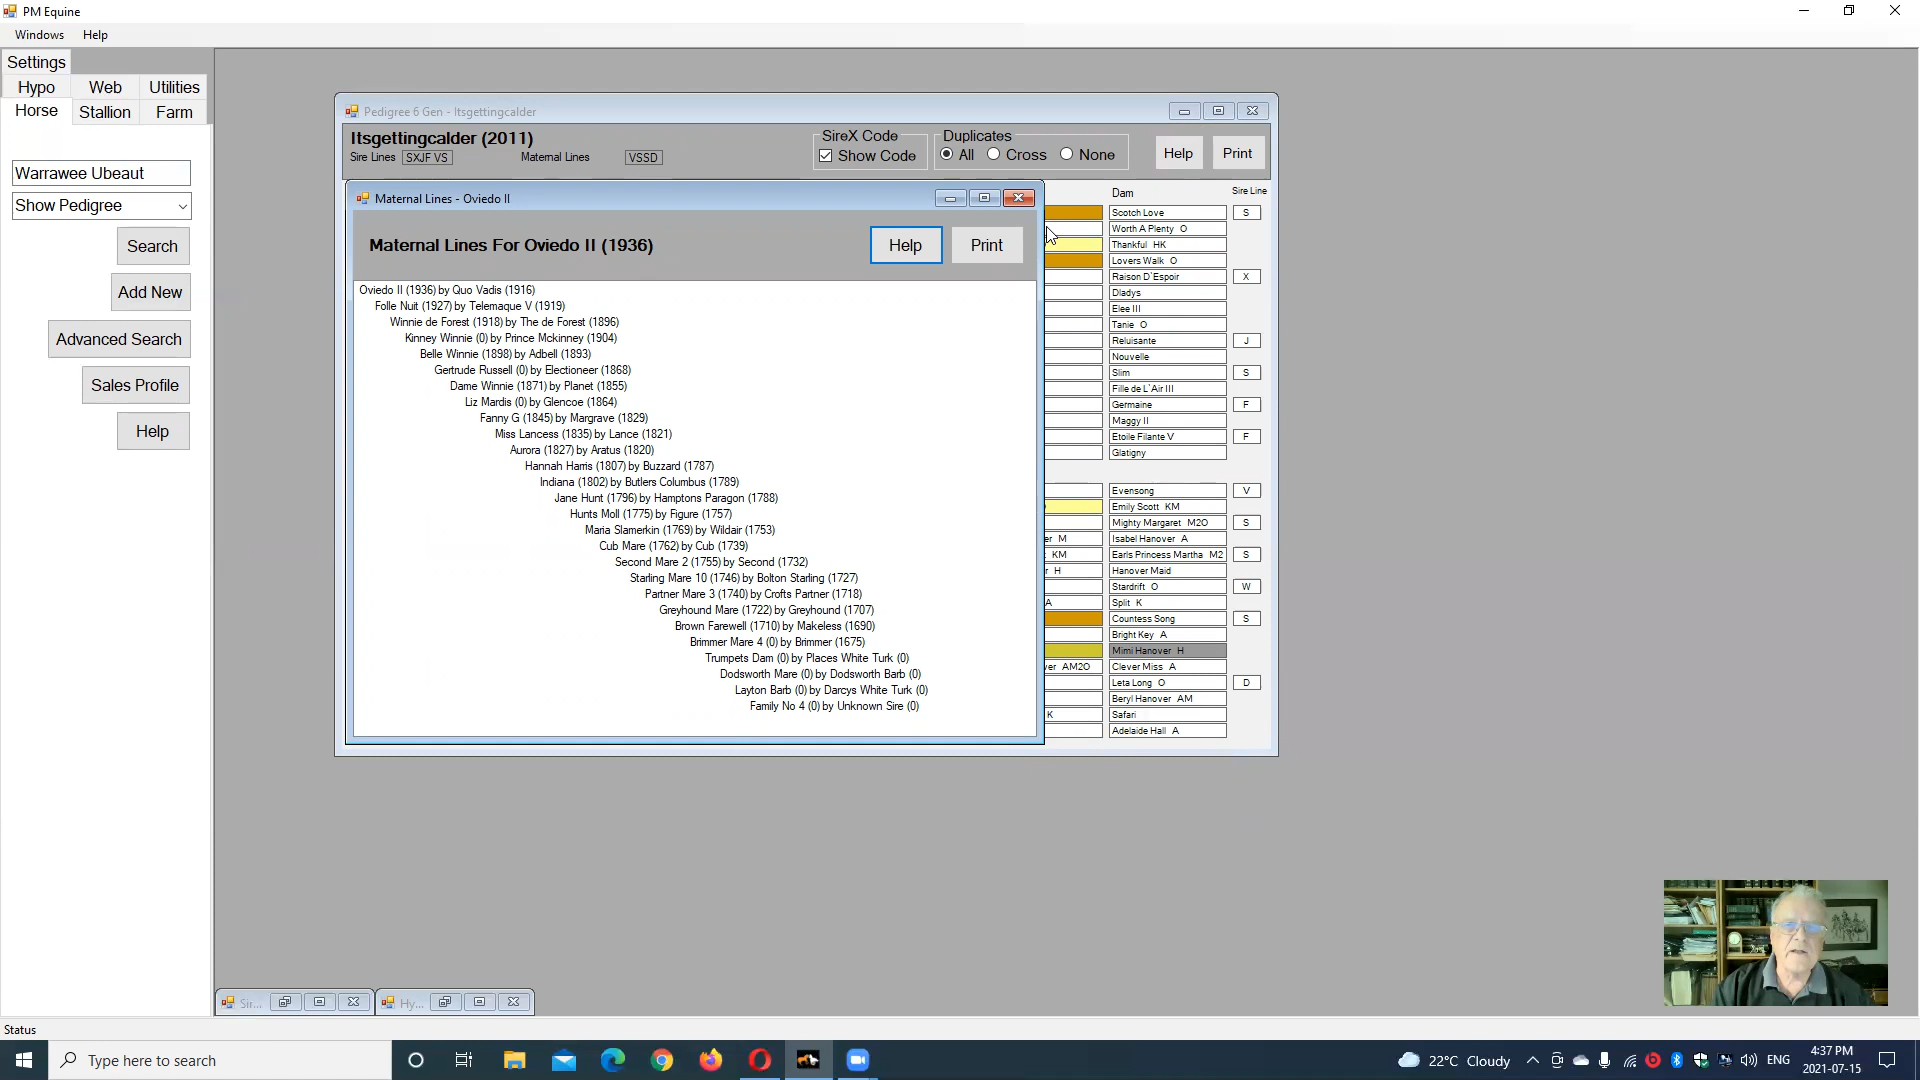 PM Equine
Windows Help
Settings
Hypo Web Utilities
Horse Stallion Farm
Warrawee Ubeaut
Show Pedigree
Search
Add New
Advanced Search
Sales Profile
Help
Pedigree 6 Gen - Itsgettingcalder
Itsgettingcalder (2011)
Sire Lines SXJF VS Maternal Lines VSSD
SireX Code
Show Code
Duplicates
All Cross None
Help Print
Maternal Lines - Oviedo II
Maternal Lines For Oviedo II (1936)
Help Print
Oviedo II (1936) by Quo Vadis (1916)
Folle Nuit (1927) by Telemaque V (1919)
Winnie de Forest (1918) by The de Forest (1896)
Kinney Winnie (0) by Prince Mckinney (1904)
Belle Winnie (1898) by Adbell (1893)
Gertrude Russell (0) by Electioneer (1868)
Dame Winnie (1871) by Planet (1855)
Liz Mardis (0) by Glencoe (1864)
Fanny G (1845) by Margrave (1829)
Miss Lancess (1835) by Lance (1821)
Aurora (1827) by Aratus (1820)
Hannah Harris (1807) by Buzzard (1787)
Indiana (1802) by Butlers Columbus (1789)
Jane Hunt (1796) by Hamptons Paragon (1788)
Hunts Moll (1775) by Figure (1757)
Maria Slamerkin (1769) by Wildair (1753)
Cub Mare (1762) by Cub (1739)
Second Mare 2 (1755) by Second (1732)
Starling Mare 10 (1746) by Bolton Starling (1727)
Partner Mare 3 (1740) by Crofts Partner (1718)
Greyhound Mare (1722) by Greyhound (1707)
Brown Farewell (1710) by Makeless (1690)
Brimmer Mare 4 (0) by Brimmer (1675)
Trumpets Dam (0) by Places White Turk (0)
Dodsworth Mare (0) by Dodsworth Barb (0)
Layton Barb (0) by Darcys White Turk (0)
Family No 4 (0) by Unknown Sire (0)
Dam Sire Line
Scotch Love S
Worth A Plenty O
Thankful HK
Lovers Walk O
Raison D`Espoir X
Dladys
Elee III
Tanie O
Reluisante J
Nouvelle
Slim S
Fille de L`Air III
Germaine F
Maggy II
Etoile Filante V F
Glatigny
Evensong V
Emily Scott KM
Mighty Margaret M2O S
er M Isabel Hanover A
KM Earls Princess Martha M2 S
r H Hanover Maid
Stardrift O W
A Split K
Countess Song S
Bright Key A
Mimi Hanover H
ver AM2O Clever Miss A
Leta Long O D
Beryl Hanover AM
K Safari
Adelaide Hall A
Sir... Hy...
Status
Type here to search
22°C Cloudy
ENG
4:37 PM
2021-07-15